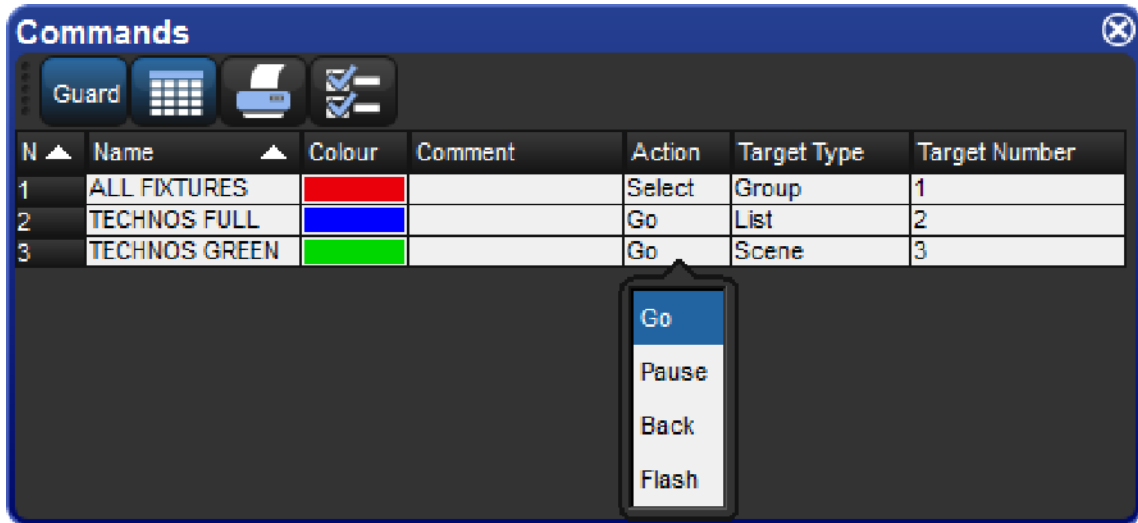 Commands
Guard
N Name Colour Comment Action Target Type Target Number
1 ALL FIXTURES Select Group 1
2 TECHNOS FULL Go List 2
3 TECHNOS GREEN Go Scene 3
Go
Pause
Back
Flash